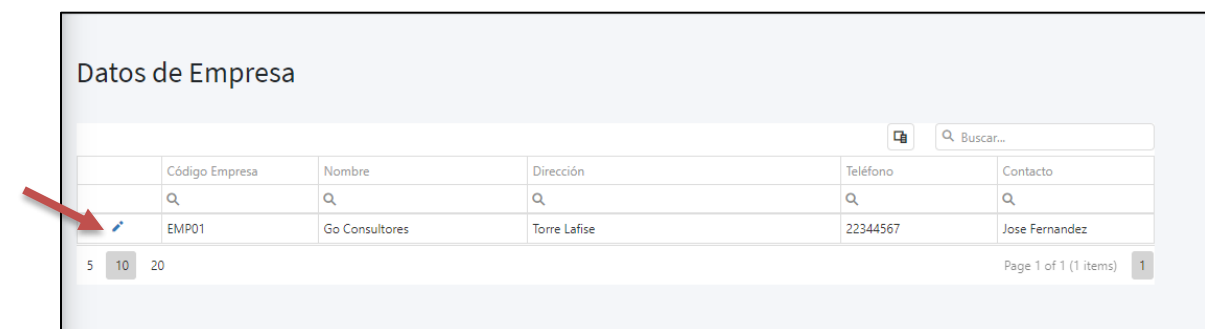 Datos de Empresa
Buscar...
Código Empresa Nombre Dirección Teléfono Contacto
EMP01 Go Consultores Torre Lafise 22344567 Jose Fernandez
5 10 20 Page 1 of 1 (1 items) 1